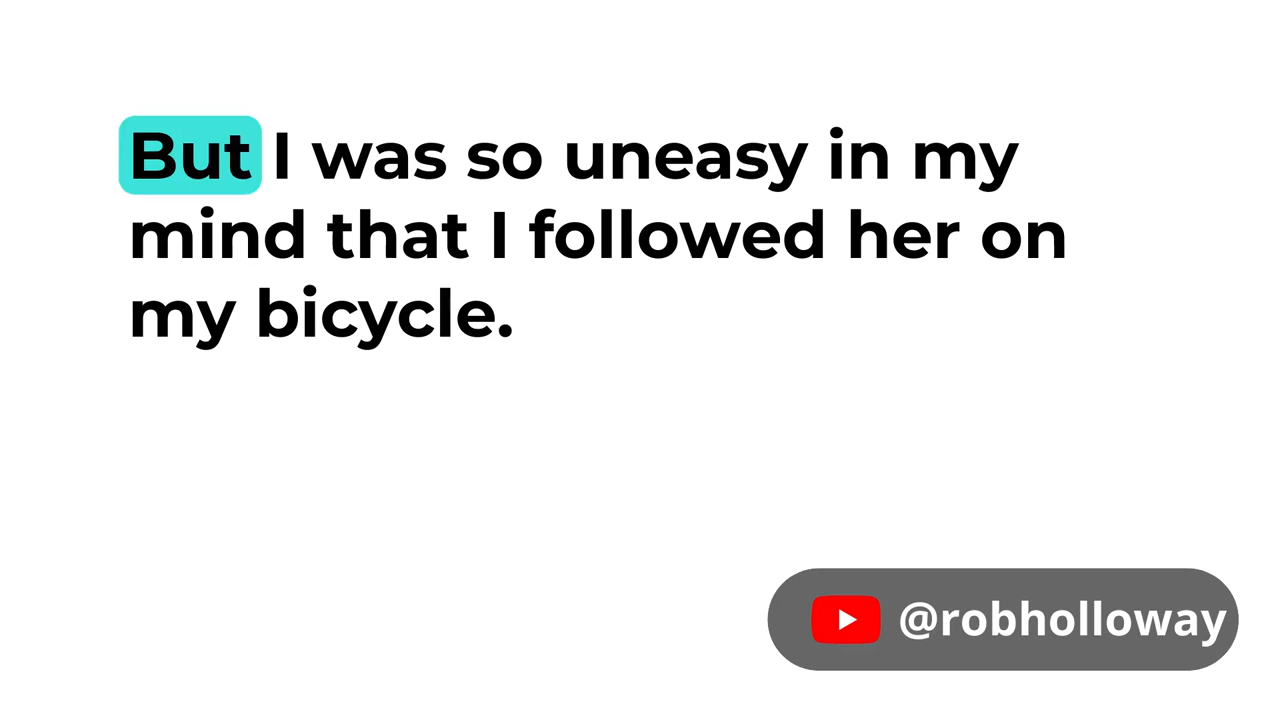 But I was so uneasy in my
mind that I followed her on
my bicycle.
@robholloway